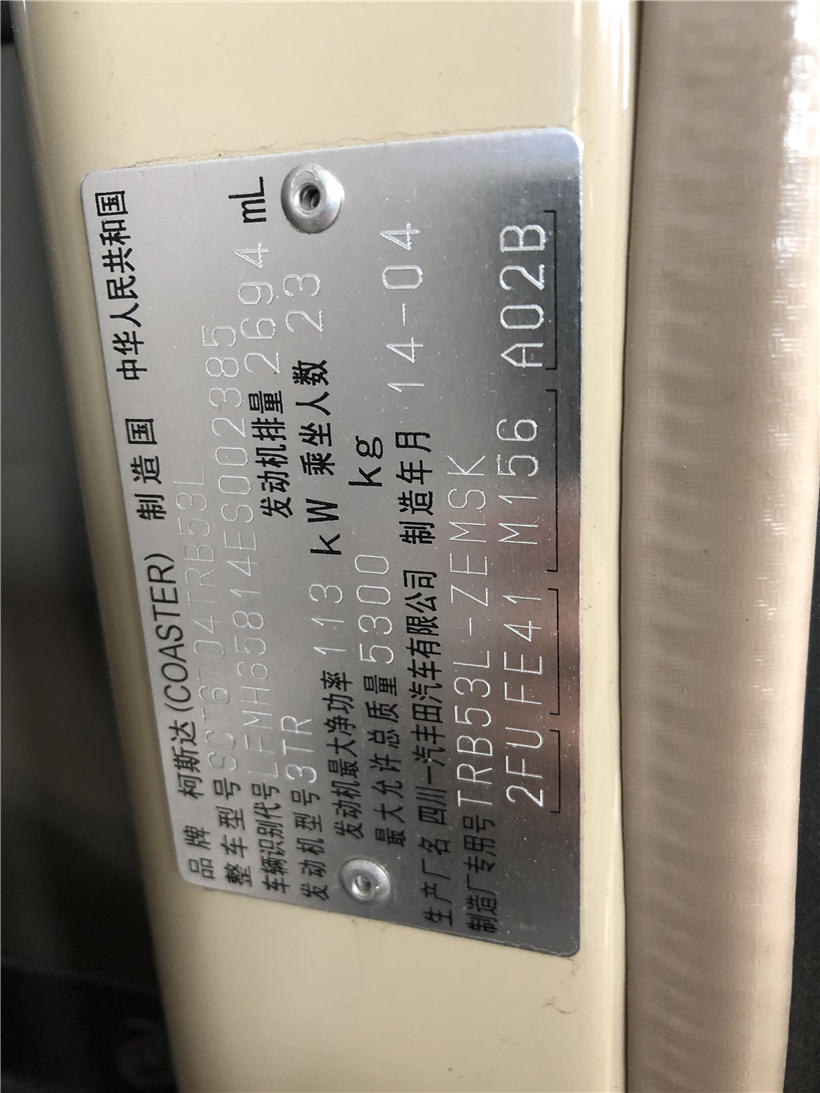 品牌 柯斯达(COASTER) 制造国 中华人民共和国
整车型号 SCT6704TRB53L
车辆识别代号 LFMH65814ES002385
发动机型号 3TR 发动机排量 2694 mL
发动机最大净功率 113 kW 乘坐人数 23
最大允许总质量 5300 kg
生产厂名 四川一汽丰田汽车有限公司 制造年月 14-04
制造厂专用号 TRB53L-ZEMSK
2FU FE41 M156 A02B